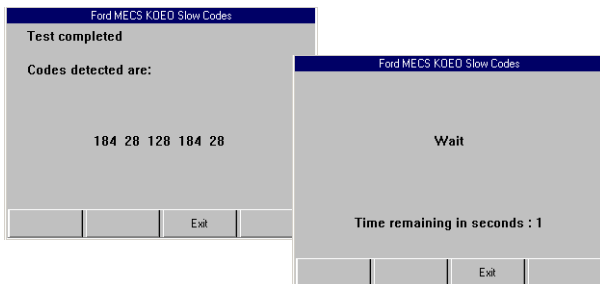 Ford MECS KOEO Slow Codes
Test completed
Codes detected are:
184 28 128 184 28
Exit
Ford MECS KOEO Slow Codes
Wait
Time remaining in seconds : 1
Exit